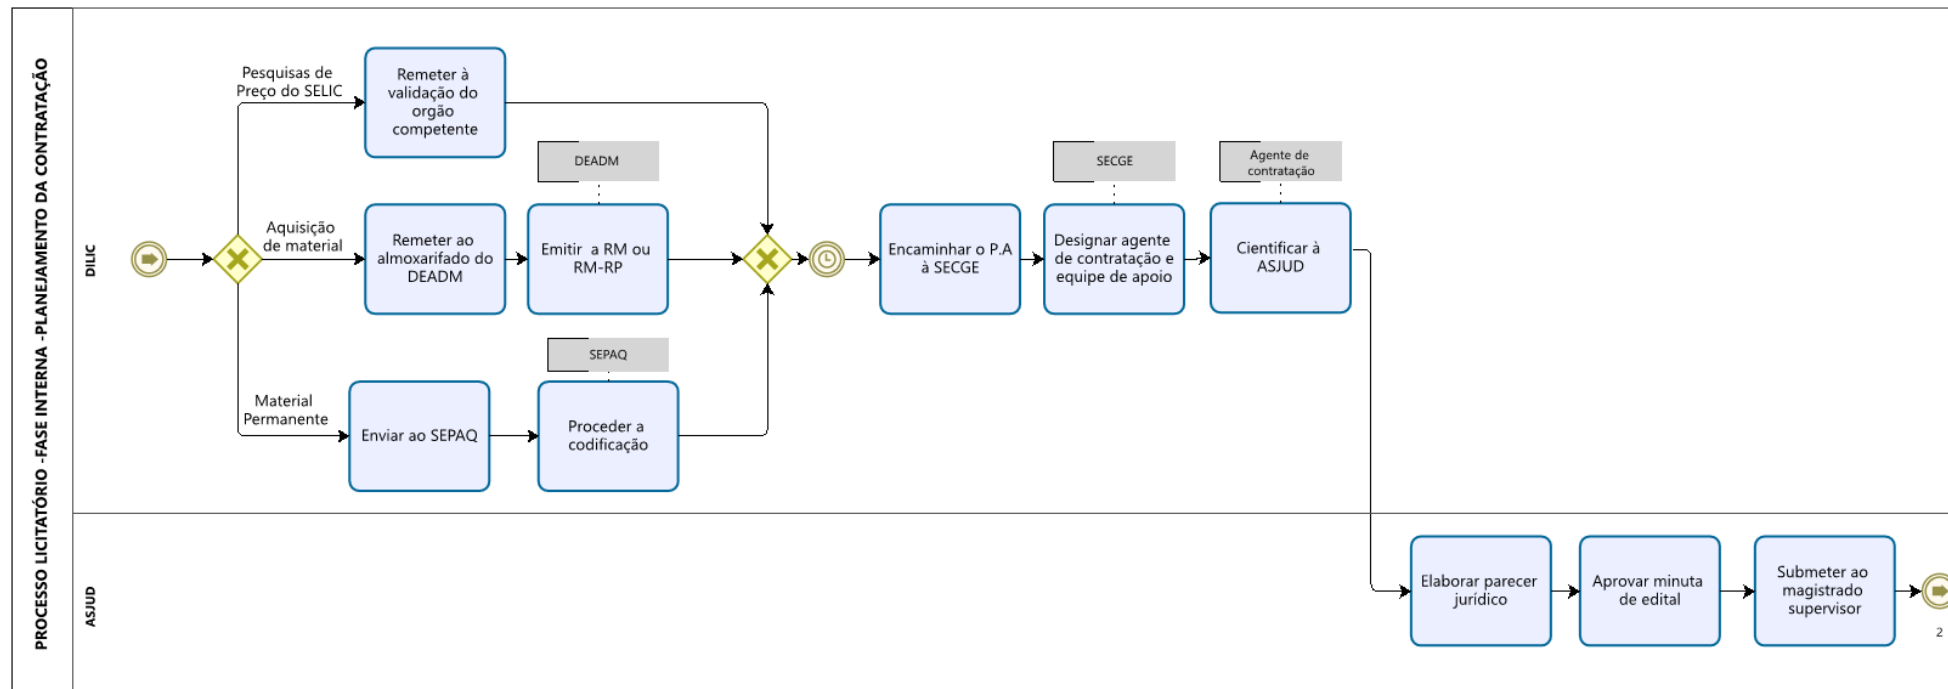 PROCESSO LICITATÓRIO -FASE INTERNA -PLANEJAMENTO DA CONTRATAÇÃO
DILIC
Pesquisas de
Preço do SELIC
Remeter à
validação do
orgão
competente
Aquisição
de material
Remeter ao
almoxarifado do
DEADM
DEADM
Emitir a RM ou
RM-RP
Material
Permanente
Enviar ao SEPAQ
SEPAQ
Proceder a
codificação
Encaminhar o P.A
à SECGE
SECGE
Designar agente
de contratação e
equipe de apoio
Agente de
contratação
Cientificar à
ASJUD
ASJUD
Elaborar parecer
jurídico
Aprovar minuta
de edital
Submeter ao
magistrado
supervisor
2